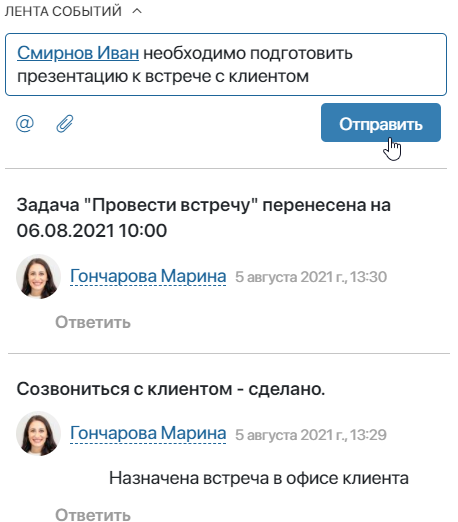 ЛЕНТА СОБЫТИЙ
Смирнов Иван необходимо подготовить
презентацию к встрече с клиентом
@
Отправить
Задача "Провести встречу" перенесена на
06.08.2021 10:00
Гончарова Марина 5 августа 2021 г., 13:30
Ответить
Созвониться с клиентом - сделано.
Гончарова Марина 5 августа 2021 г., 13:29
Назначена встреча в офисе клиента
Ответить